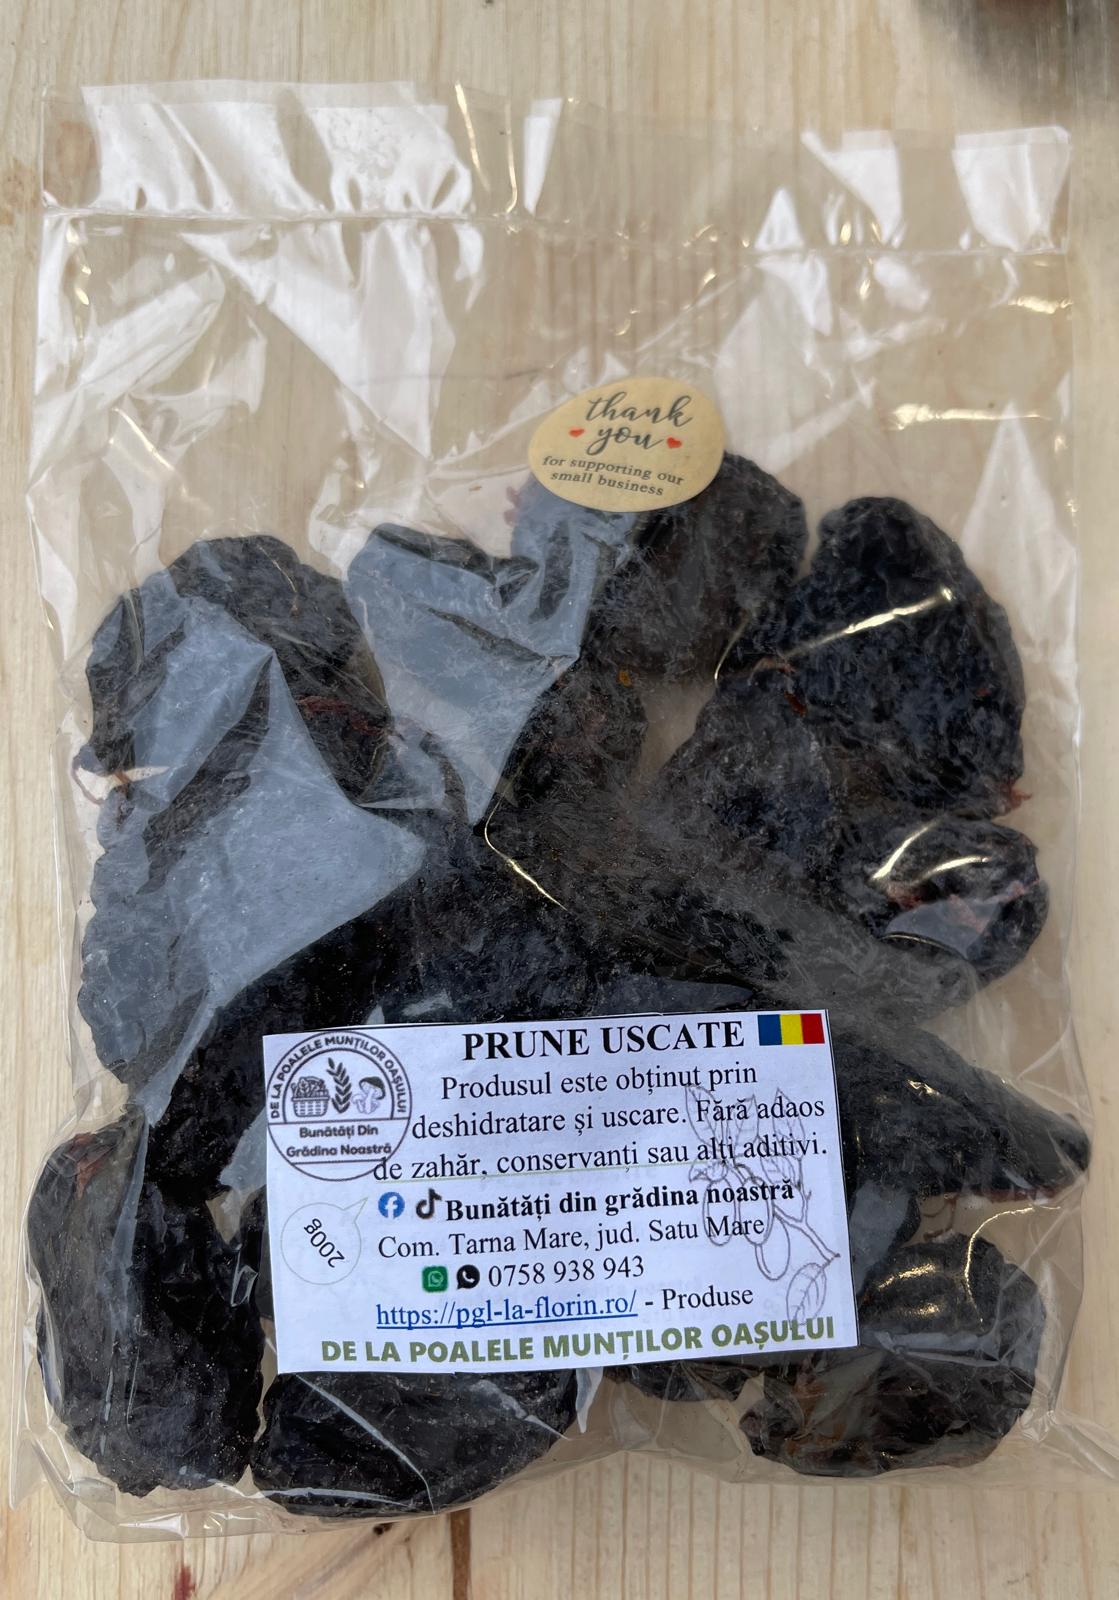 thank
you
for supporting our
small business
PRUNE USCATE
DE LA POALELE MUNȚILOR OAȘULUI
Bunătăți Din
Grădina Noastră
Produsul este obținut prin
deshidratare și uscare. Fără adaos
de zahăr, conservanți sau alți aditivi.
Bunătăți din grădina noastră
Com. Tarna Mare, jud. Satu Mare
200g
0758 938 943
https://pgl-la-florin.ro/ - Produse
DE LA POALELE MUNȚILOR OAȘULUI